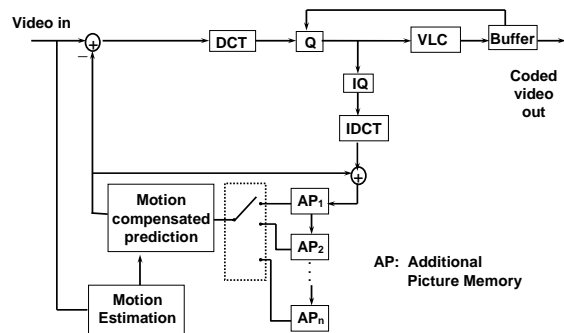 Video in
+
−
DCT
Q
VLC
Buffer
Coded
video
out
IQ
IDCT
+
Motion
compensated
prediction
AP1
AP2
APn
AP: Additional
Picture Memory
Motion
Estimation